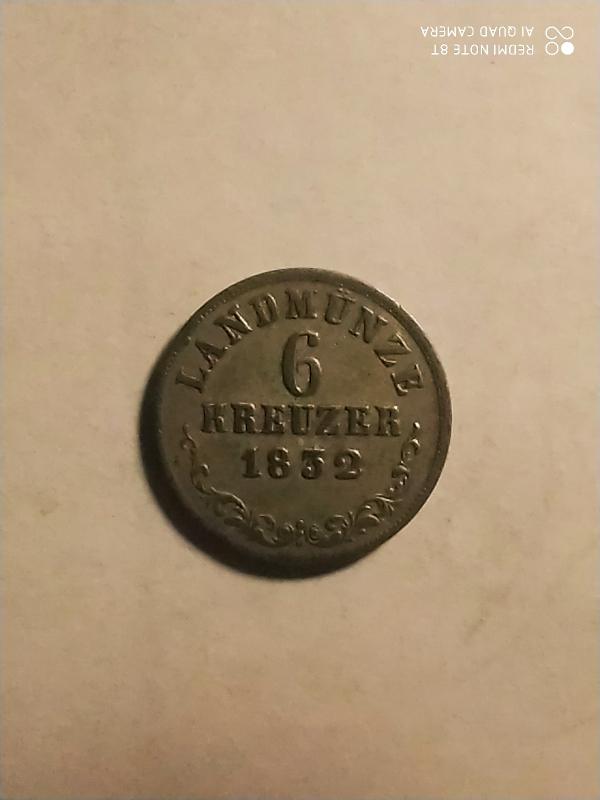 LANDMÜNZE
6
KREUZER
1832
REDMI NOTE 8T
AI QUAD CAMERA